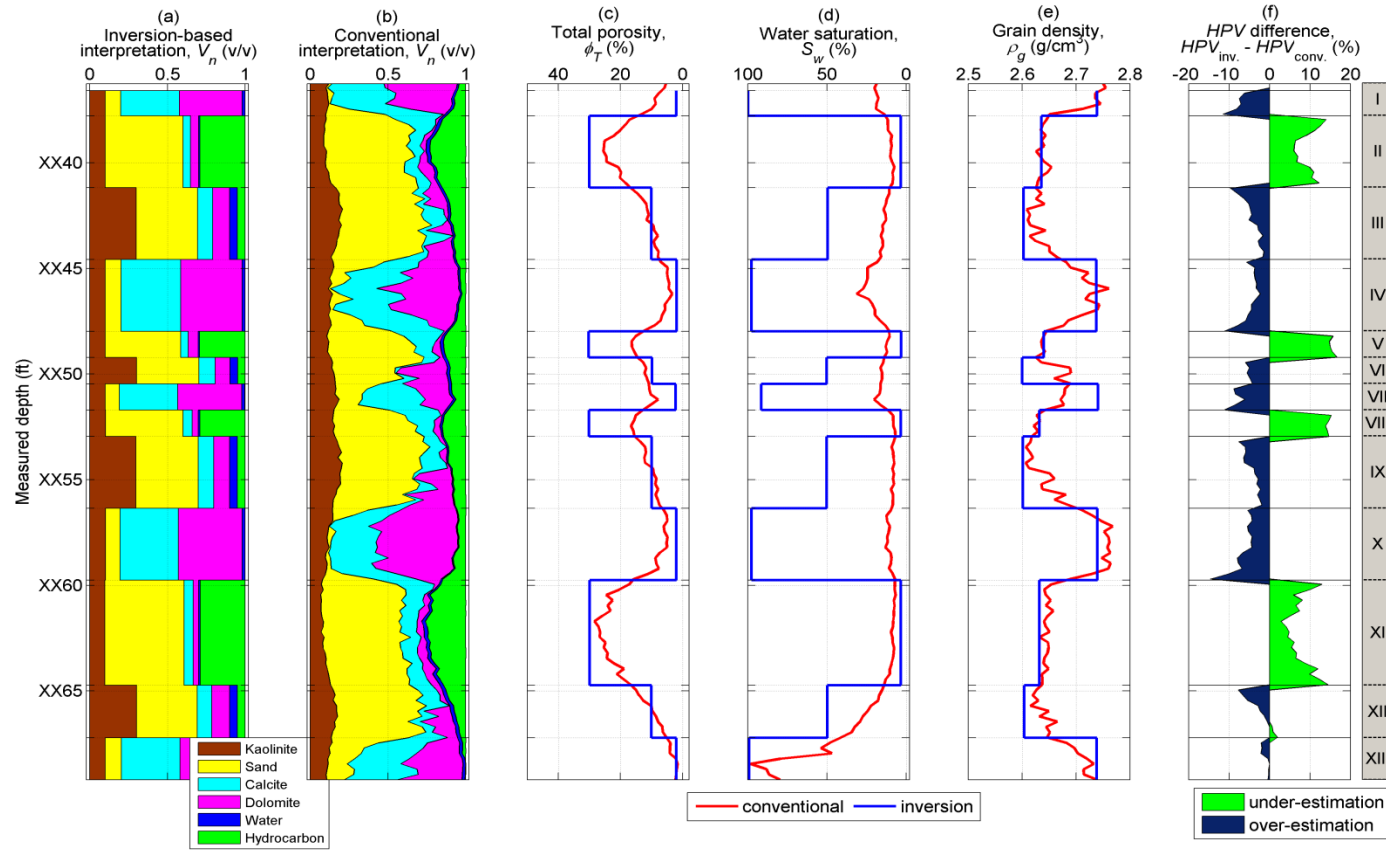 (a)
Inversion-based
interpretation, Vn (v/v)
0 0.5 1
(b)
Conventional
interpretation, Vn (v/v)
0 0.5 1
(c)
Total porosity,
ϕT (%)
40 20 0
(d)
Water saturation,
Sw (%)
100 50 0
(e)
Grain density,
ρg (g/cm³)
2.5 2.6 2.7 2.8
(f)
HPV difference,
HPVinv. - HPVconv. (%)
-20 -10 0 10 20
Measured depth (ft)
XX40
XX45
XX50
XX55
XX60
XX65
I
II
III
IV
V
VI
VII
VII
IX
X
XI
XII
XII
Kaolinite
Sand
Calcite
Dolomite
Water
Hydrocarbon
conventional inversion
under-estimation
over-estimation